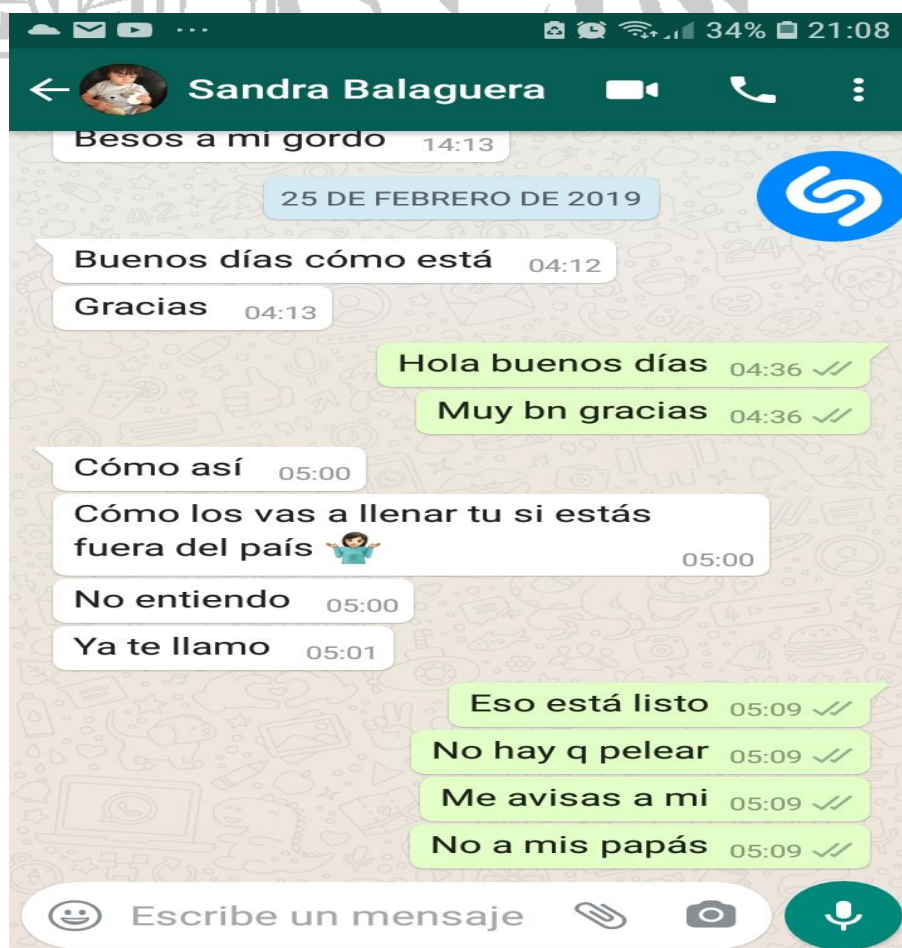 34% 21:08
Sandra Balaguera
Besos a mi gordo 14:13
25 DE FEBRERO DE 2019
Buenos días cómo está 04:12
Gracias 04:13
Hola buenos días 04:36
Muy bn gracias 04:36
Cómo así 05:00
Cómo los vas a llenar tu si estás
fuera del país 🤷🏻‍♀️ 05:00
No entiendo 05:00
Ya te llamo 05:01
Eso está listo 05:09
No hay q pelear 05:09
Me avisas a mi 05:09
No a mis papás 05:09
Escribe un mensaje